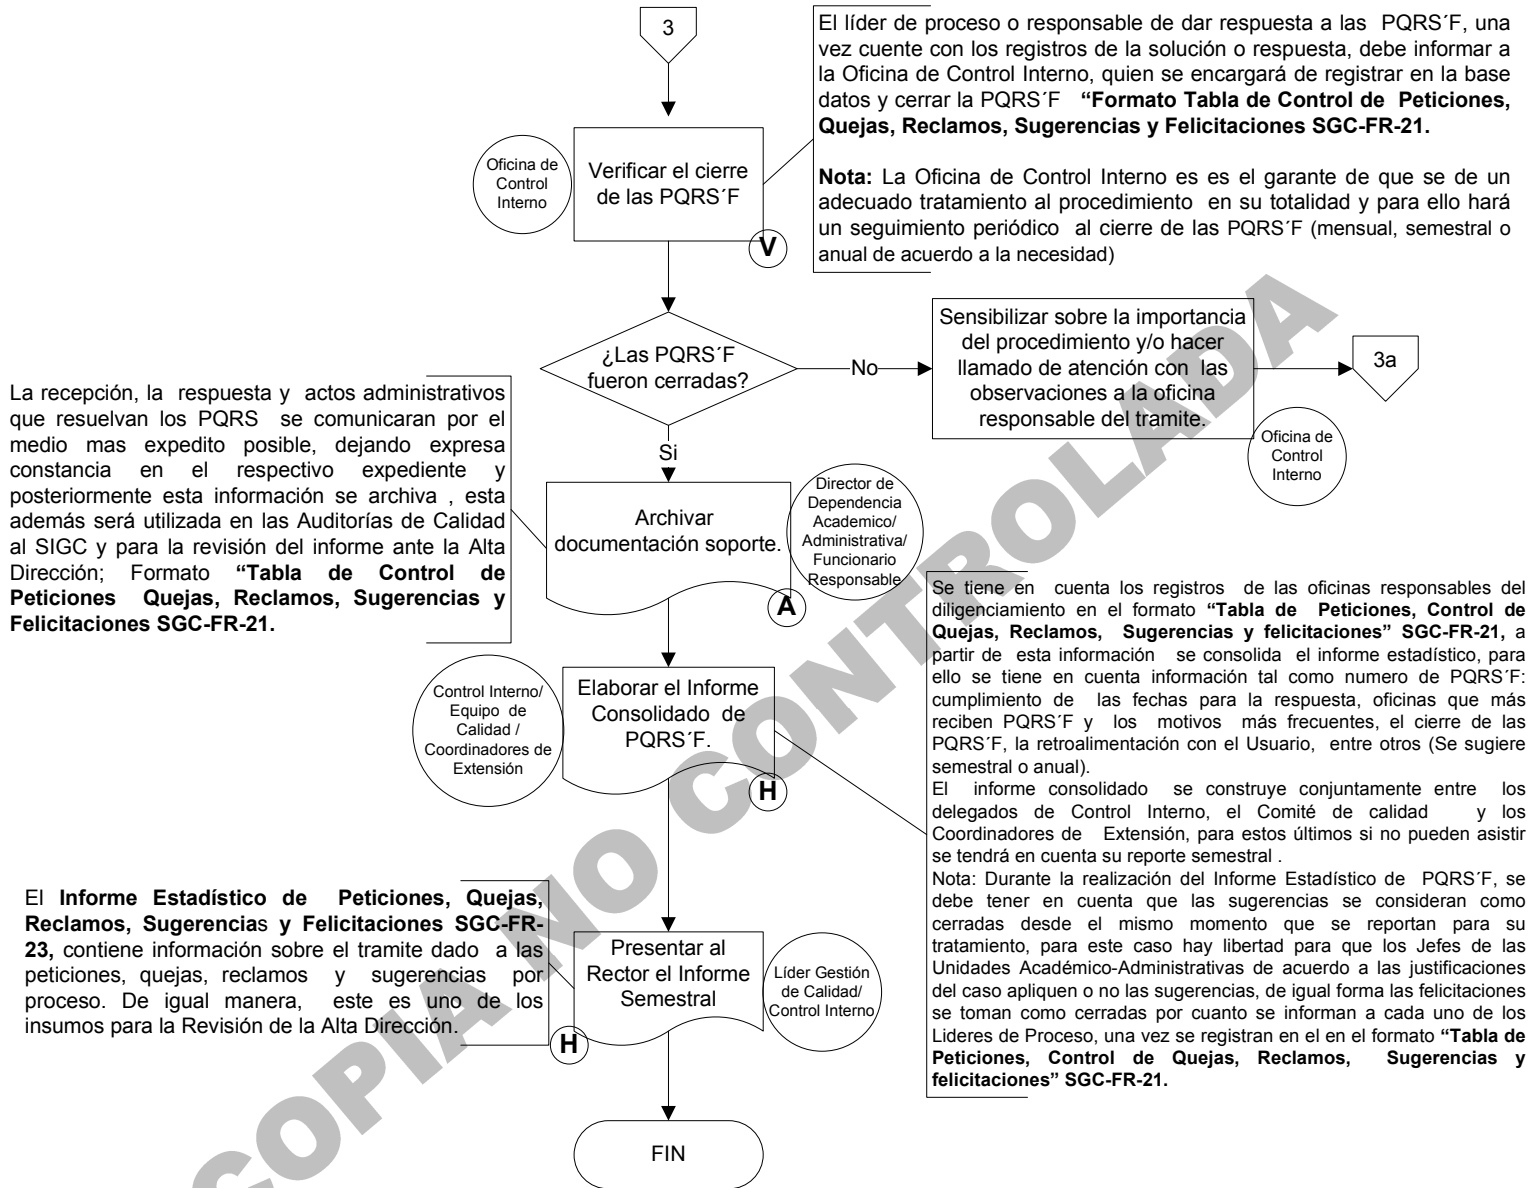 3
El líder de proceso o responsable de dar respuesta a las PQRS´F, una
vez cuente con los registros de la solución o respuesta, debe informar a
la Oficina de Control Interno, quien se encargará de registrar en la base
datos y cerrar la PQRS´F “Formato Tabla de Control de Peticiones,
Quejas, Reclamos, Sugerencias y Felicitaciones SGC-FR-21.
Nota: La Oficina de Control Interno es es el garante de que se de un
adecuado tratamiento al procedimiento en su totalidad y para ello hará
un seguimiento periódico al cierre de las PQRS´F (mensual, semestral o
anual de acuerdo a la necesidad)
Oficina de
Control
Interno
Verificar el cierre
de las PQRS´F
V
¿Las PQRS´F
fueron cerradas?
No
Sensibilizar sobre la importancia
del procedimiento y/o hacer
llamado de atención con las
observaciones a la oficina
responsable del tramite.
3a
Oficina de
Control
Interno
Si
La recepción, la respuesta y actos administrativos
que resuelvan los PQRS se comunicaran por el
medio mas expedito posible, dejando expresa
constancia en el respectivo expediente y
posteriormente esta información se archiva , esta
además será utilizada en las Auditorías de Calidad
al SIGC y para la revisión del informe ante la Alta
Dirección; Formato “Tabla de Control de
Peticiones Quejas, Reclamos, Sugerencias y
Felicitaciones SGC-FR-21.
Archivar
documentación soporte.
Director de
Dependencia
Academico/
Administrativa/
Funcionario
Responsable
A
Control Interno/
Equipo de
Calidad /
Coordinadores de
Extensión
Elaborar el Informe
Consolidado de
PQRS´F.
H
Se tiene en cuenta los registros de las oficinas responsables del
diligenciamiento en el formato “Tabla de Peticiones, Control de
Quejas, Reclamos, Sugerencias y felicitaciones” SGC-FR-21, a
partir de esta información se consolida el informe estadístico, para
ello se tiene en cuenta información tal como numero de PQRS´F:
cumplimiento de las fechas para la respuesta, oficinas que más
reciben PQRS´F y los motivos más frecuentes, el cierre de las
PQRS´F, la retroalimentación con el Usuario, entre otros (Se sugiere
semestral o anual).
El informe consolidado se construye conjuntamente entre los
delegados de Control Interno, el Comité de calidad y los
Coordinadores de Extensión, para estos últimos si no pueden asistir
se tendrá en cuenta su reporte semestral .
Nota: Durante la realización del Informe Estadístico de PQRS´F, se
debe tener en cuenta que las sugerencias se consideran como
cerradas desde el mismo momento que se reportan para su
tratamiento, para este caso hay libertad para que los Jefes de las
Unidades Académico-Administrativas de acuerdo a las justificaciones
del caso apliquen o no las sugerencias, de igual forma las felicitaciones
se toman como cerradas por cuanto se informan a cada uno de los
Lideres de Proceso, una vez se registran en el en el formato “Tabla de
Peticiones, Control de Quejas, Reclamos, Sugerencias y
felicitaciones” SGC-FR-21.
El Informe Estadístico de Peticiones, Quejas,
Reclamos, Sugerencias y Felicitaciones SGC-FR-
23, contiene información sobre el tramite dado a las
peticiones, quejas, reclamos y sugerencias por
proceso. De igual manera, este es uno de los
insumos para la Revisión de la Alta Dirección.
Presentar al
Rector el Informe
Semestral
Líder Gestión
de Calidad/
Control Interno
H
FIN
COPIA NO CONTROLADA